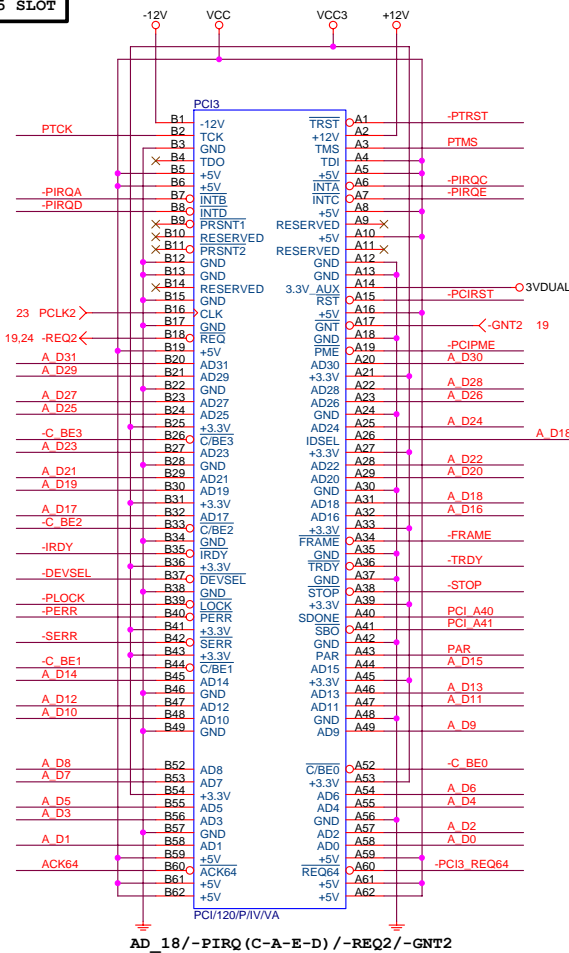 5 SLOT
-12V VCC VCC3 +12V
PCI3
B1 -12V TRST A1 -PTRST
PTCK B2 TCK +12V A2
B3 GND TMS A3 PTMS
B4 TDO TDI A4
B5 +5V +5V A5
B6 +5V INTA A6 -PIRQC
-PIRQA B7 INTB INTC A7 -PIRQE
-PIRQD B8 INTD +5V A8
B9 PRSNT1 RESERVED A9
B10 RESERVED +5V A10
B11 PRSNT2 RESERVED A11
B12 GND GND A12
B13 GND GND A13
B14 RESERVED 3.3V_AUX A14 3VDUAL
B15 GND RST A15 -PCIRST
23 PCLK2 B16 CLK +5V A16
B17 GND GNT A17 -GNT2 19
19,24 -REQ2 B18 REQ GND A18
B19 +5V PME A19 -PCIPME
A_D31 B20 AD31 AD30 A20 A_D30
A_D29 B21 AD29 +3.3V A21
B22 GND AD28 A22 A_D28
A_D27 B23 AD27 AD26 A23 A_D26
A_D25 B24 AD25 GND A24
B25 +3.3V AD24 A25 A_D24
-C_BE3 B26 C/BE3 IDSEL A26 A_D18
A_D23 B27 AD23 +3.3V A27
B28 GND AD22 A28 A_D22
A_D21 B29 AD21 AD20 A29 A_D20
A_D19 B30 AD19 GND A30
B31 +3.3V AD18 A31 A_D18
A_D17 B32 AD17 AD16 A32 A_D16
-C_BE2 B33 C/BE2 +3.3V A33
B34 GND FRAME A34 -FRAME
-IRDY B35 IRDY GND A35
B36 +3.3V TRDY A36 -TRDY
-DEVSEL B37 DEVSEL GND A37
B38 GND STOP A38 -STOP
-PLOCK B39 LOCK +3.3V A39
-PERR B40 PERR SDONE A40 PCI_A40
B41 +3.3V SBO A41 PCI_A41
-SERR B42 SERR GND A42
B43 +3.3V PAR A43 PAR
-C_BE1 B44 C/BE1 AD15 A44 A_D15
A_D14 B45 AD14 +3.3V A45
B46 GND AD13 A46 A_D13
A_D12 B47 AD12 AD11 A47 A_D11
A_D10 B48 AD10 GND A48
B49 GND AD9 A49 A_D9
A_D8 B52 AD8 C/BE0 A52 -C_BE0
A_D7 B53 AD7 +3.3V A53
B54 +3.3V AD6 A54 A_D6
A_D5 B55 AD5 AD4 A55 A_D4
A_D3 B56 AD3 GND A56
B57 GND AD2 A57 A_D2
A_D1 B58 AD1 AD0 A58 A_D0
B59 +5V +5V A59
ACK64 B60 ACK64 REQ64 A60 -PCI3_REQ64
B61 +5V +5V A61
B62 +5V +5V A62
PCI/120/P/IV/VA
AD_18/-PIRQ(C-A-E-D)/-REQ2/-GNT2